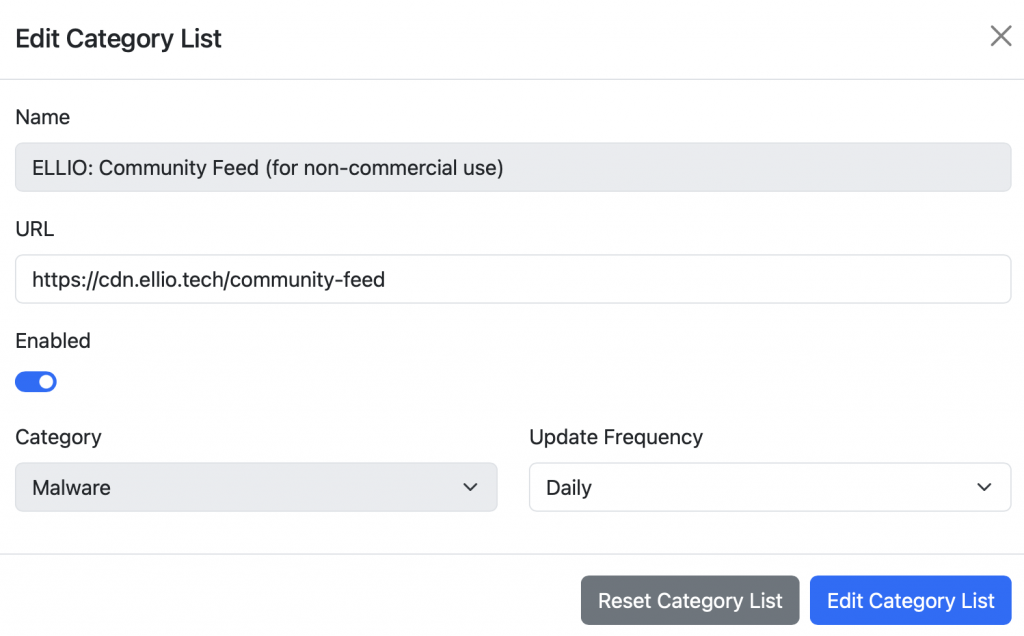 Edit Category List
Name
ELLIO: Community Feed (for non-commercial use)
URL
https://cdn.ellio.tech/community-feed
Enabled
Category
Update Frequency
Malware
Daily
Reset Category List
Edit Category List